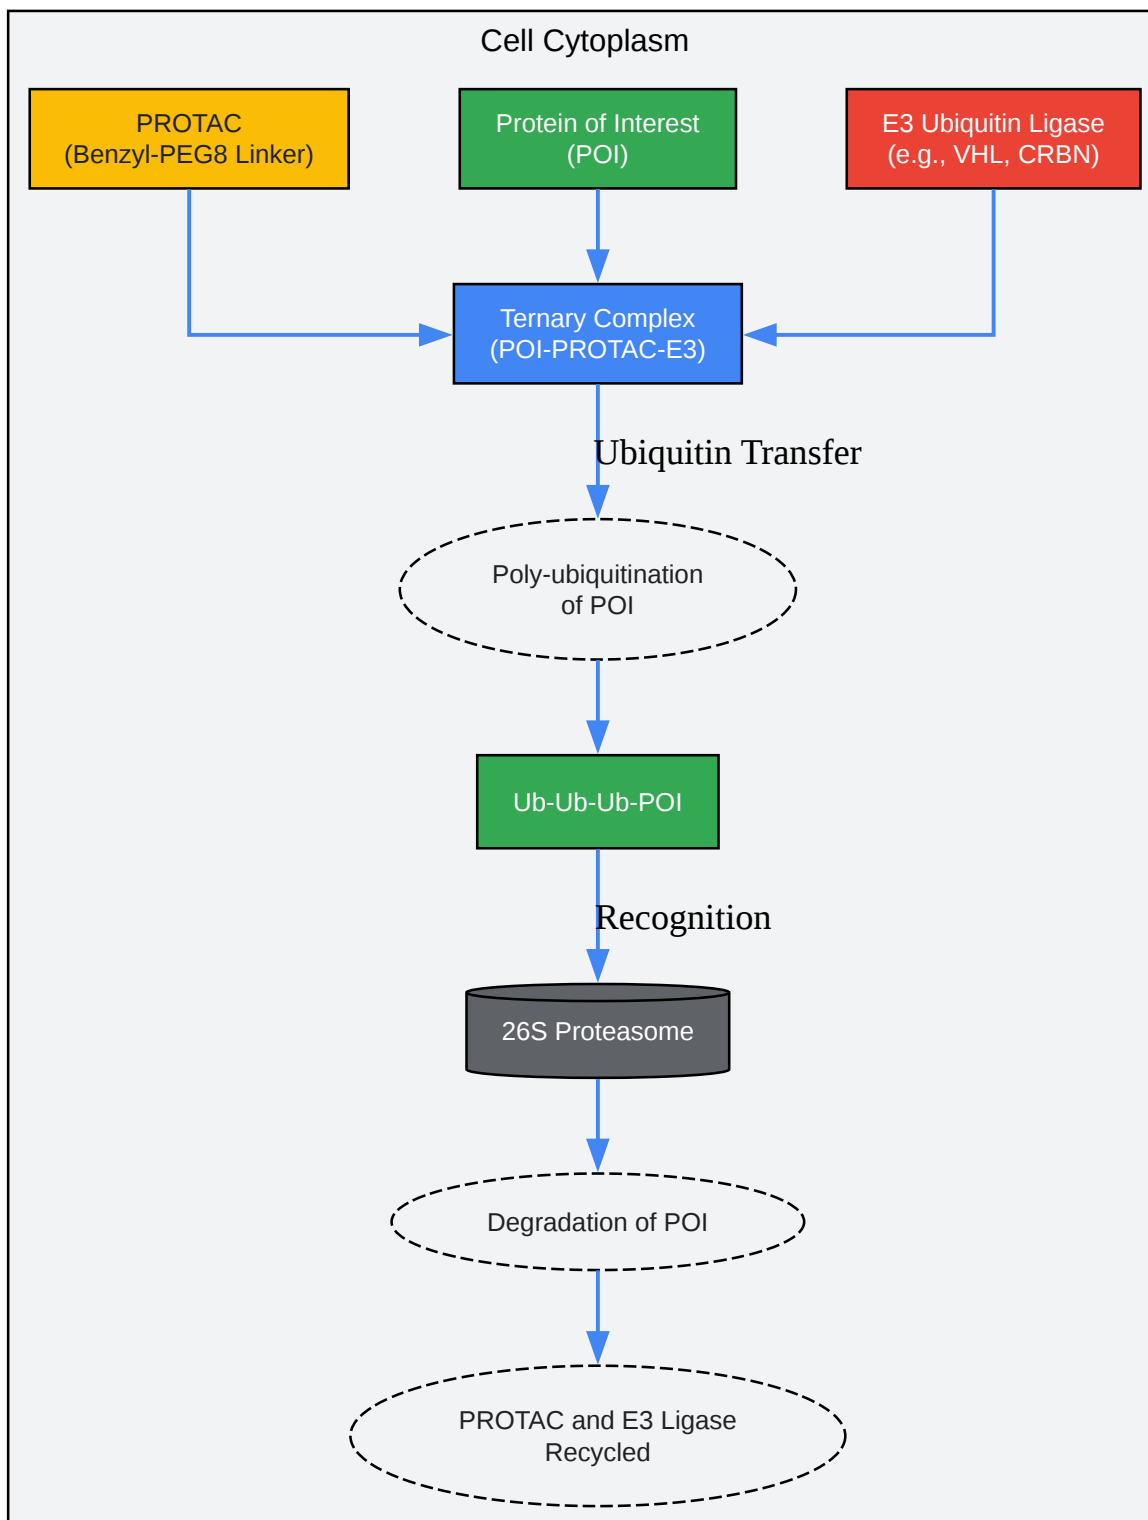 Cell Cytoplasm
PROTAC
(Benzyl-PEG8 Linker)
Protein of Interest
(POI)
E3 Ubiquitin Ligase
(e.g., VHL, CRBN)
Ternary Complex
(POI-PROTAC-E3)
Ubiquitin Transfer
Poly-ubiquitination
of POI
Ub-Ub-Ub-POI
Recognition
26S Proteasome
Degradation of POI
PROTAC and E3 Ligase
Recycled